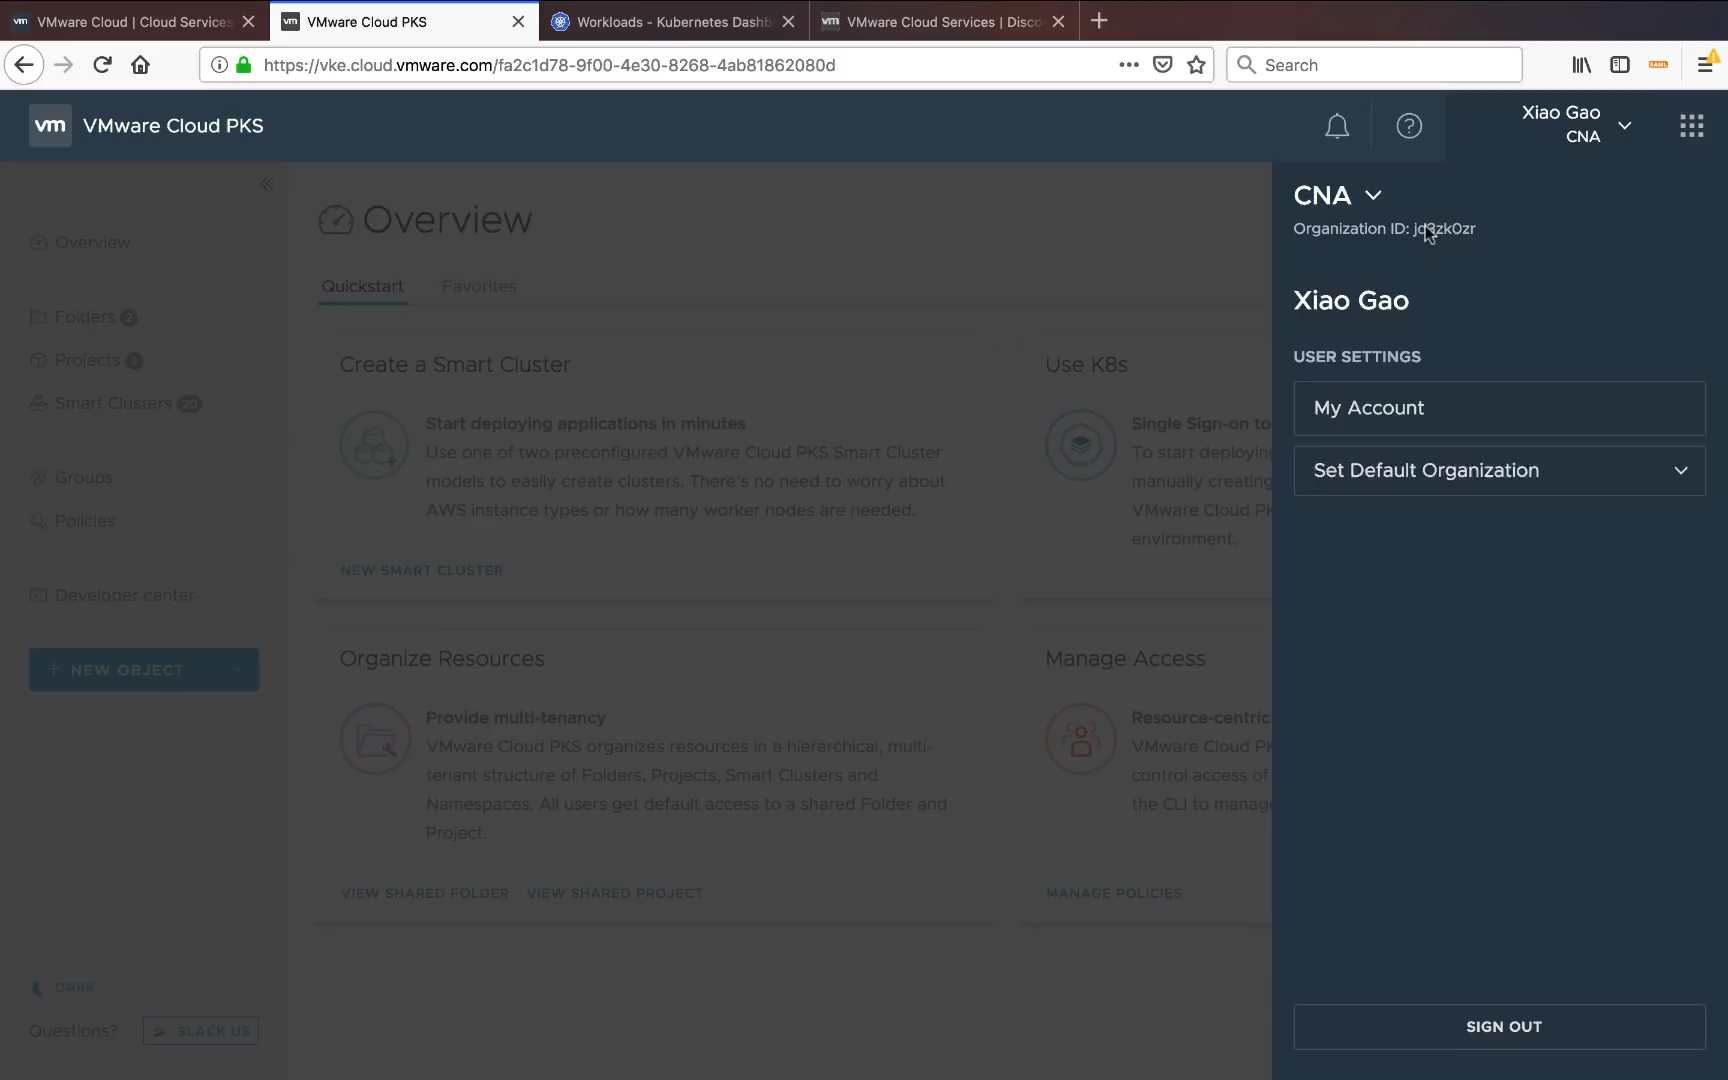 vm VMware Cloud | Cloud Services
vm VMware Cloud PKS
Workloads - Kubernetes Dashb
vm VMware Cloud Services | Disco
https://vke.cloud.vmware.com/fa2c1d78-9f00-4e30-8268-4ab81862080d
Search
SAML
vm VMware Cloud PKS
Xiao Gao
CNA
CNA
Organization ID:
Xiao Gao
USER SETTINGS
My Account
Set Default Organization
SIGN OUT
Overview
Folders 2
Projects
Smart Clusters 20
Groups
Policies
Developer center
+ NEW OBJECT
DARK
Questions? SLACK US
Overview
Quickstart Favorites
Create a Smart Cluster
Start deploying applications in minutes
Use one of two preconfigured VMware Cloud PKS Smart Cluster
models to easily create clusters. There's no need to worry about
AWS instance types or how many worker nodes are needed.
NEW SMART CLUSTER
Use K8s
Single Sign-on to
To start deploying
manually creating
VMware Cloud PK
environment.
Organize Resources
Provide multi-tenancy
VMware Cloud PKS organizes resources in a hierarchical, multi-
tenant structure of Folders, Projects, Smart Clusters and
Namespaces. All users get default access to a shared Folder and
Project.
VIEW SHARED FOLDER VIEW SHARED PROJECT
Manage Access
Resource-centric
VMware Cloud PK
control access of
the CLI to manage
MANAGE POLICIES